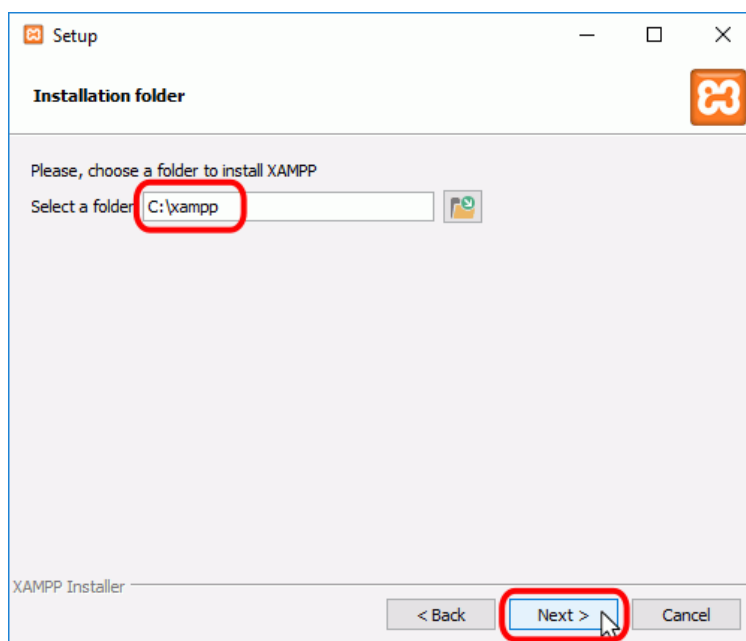 Setup
Installation folder
Please, choose a folder to install XAMPP
Select a folder C:\xampp
XAMPP Installer
< Back Next > Cancel